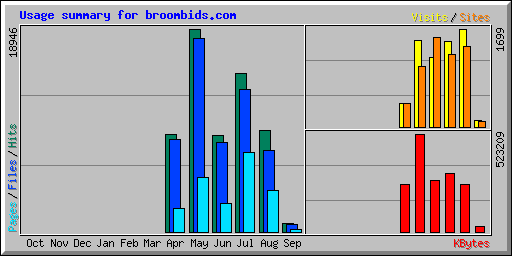 Usage summary for broombids.com
Visits / Sites
18946
1699
Pages / Files / Hits
523209
Oct Nov Dec Jan Feb Mar Apr May Jun Jul Aug Sep
KBytes